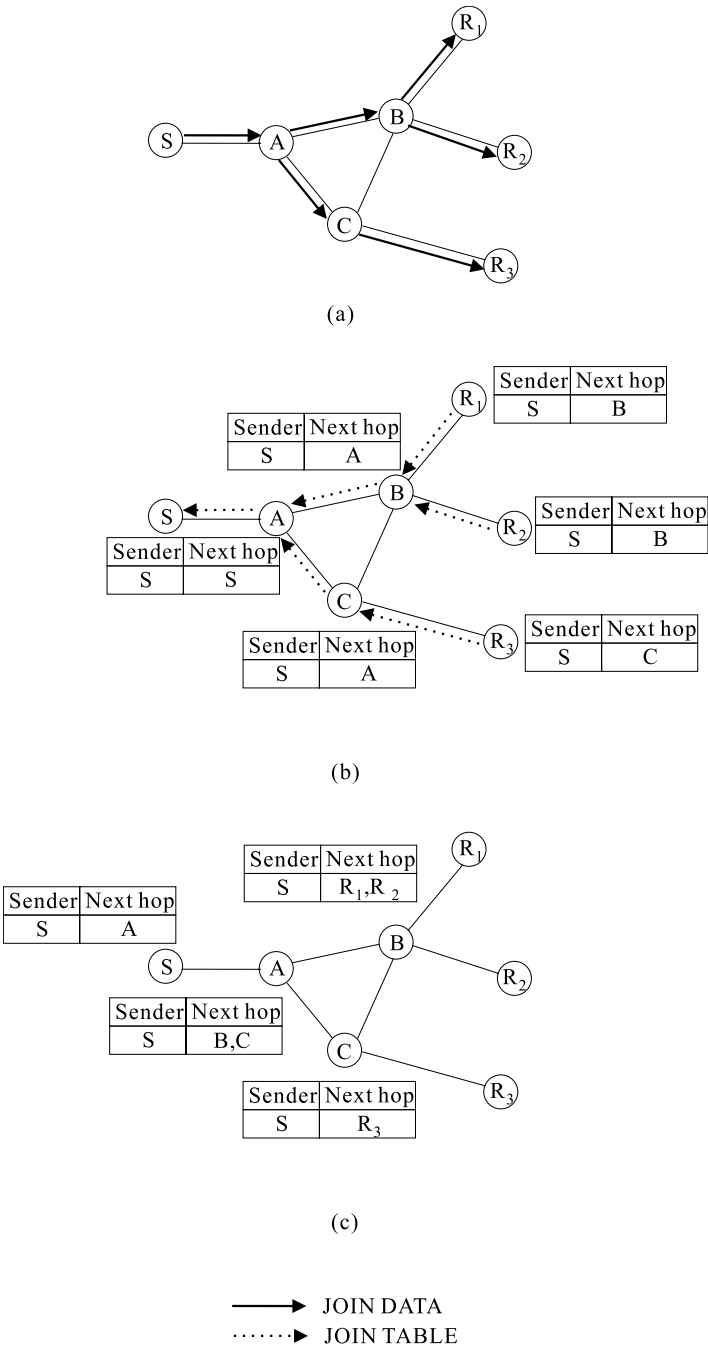 R1
B
S
A
R2
C
R3
(a)
Sender Next hop
S B
R1
Sender Next hop
S A
B
S
A
R2
Sender Next hop
S B
Sender Next hop
S S
C
R3
Sender Next hop
S C
Sender Next hop
S A
(b)
Sender Next hop
S R1,R2
R1
Sender Next hop
S A
B
S
A
R2
Sender Next hop
S B,C
C
R3
Sender Next hop
S R3
(c)
JOIN DATA
JOIN TABLE